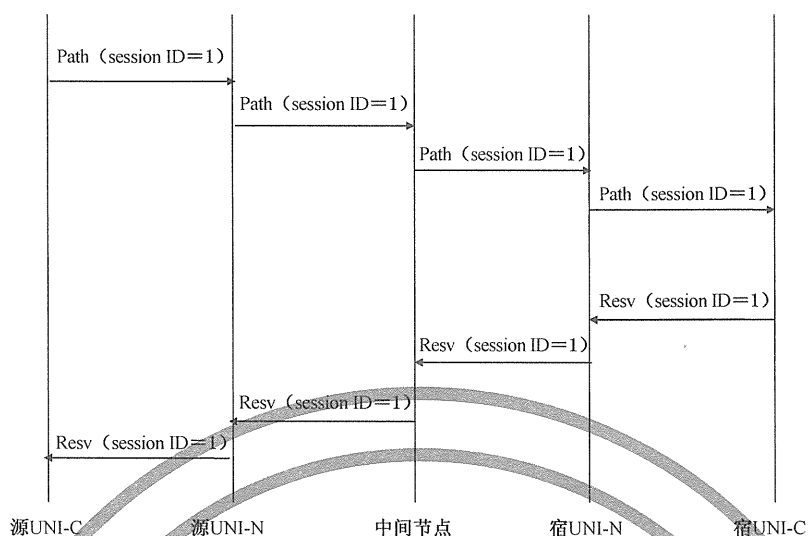 Path（session ID＝1）
Path（session ID＝1）
Path（session ID＝1）
Path（session ID＝1）
Resv（session ID＝1）
Resv（session ID＝1）
Resv（session ID＝1）
Resv（session ID＝1）
源UNI-C 源UNI-N 中间节点 宿UNI-N 宿UNI-C